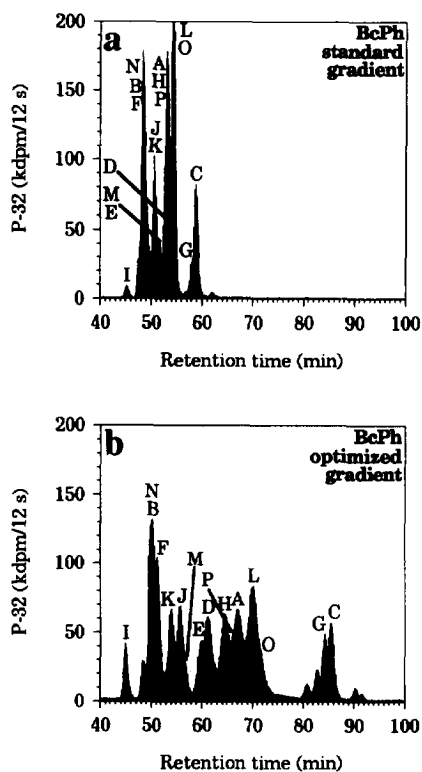 a
BcPh
standard
gradient
P-32 (kdpm/12 s)
200
150
100
50
0
L
O
N
B
F
A
H
P
J
K
D
M
E
C
G
I
40 50 60 70 80 90 100
Retention time (min)
b
BcPh
optimized
gradient
P-32 (kdpm/12 s)
200
150
100
50
0
N
B
F
M
P
K J
H A
L
D
E
I
O
G C
40 50 60 70 80 90 100
Retention time (min)